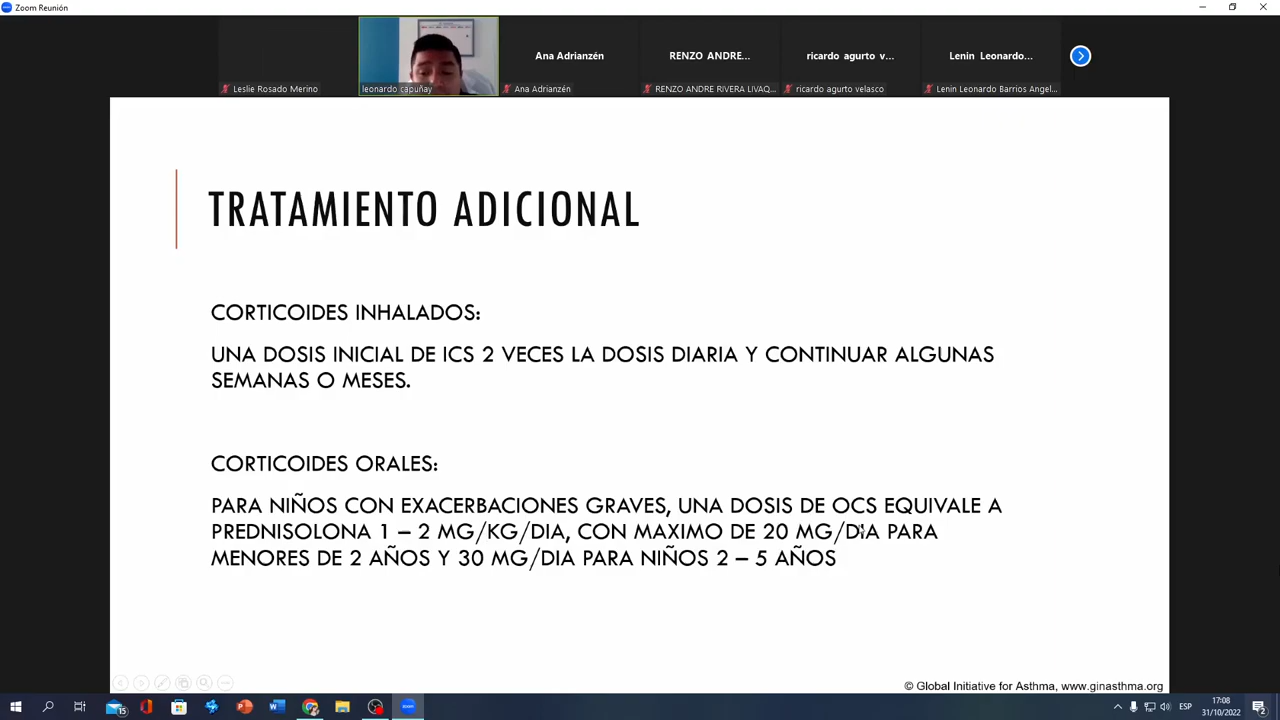 Zoom Reunión
Ana Adrianzén
RENZO ANDRE...
ricardo agurto v...
Lenin Leonardo...
Leslie Rosado Merino
leonardo capuñay
Ana Adrianzén
RENZO ANDRE RIVERA LIVAQ...
ricardo agurto velasco
Lenin Leonardo Barrios Angel...
TRATAMIENTO ADICIONAL
CORTICOIDES INHALADOS:
UNA DOSIS INICIAL DE ICS 2 VECES LA DOSIS DIARIA Y CONTINUAR ALGUNAS
SEMANAS O MESES.
CORTICOIDES ORALES:
PARA NIÑOS CON EXACERBACIONES GRAVES, UNA DOSIS DE OCS EQUIVALE A
PREDNISOLONA 1 – 2 MG/KG/DIA, CON MAXIMO DE 20 MG/DIA PARA
MENORES DE 2 AÑOS Y 30 MG/DIA PARA NIÑOS 2 – 5 AÑOS
© Global Initiative for Asthma, www.ginasthma.org
15
ESP
17:08
31/10/2022
2